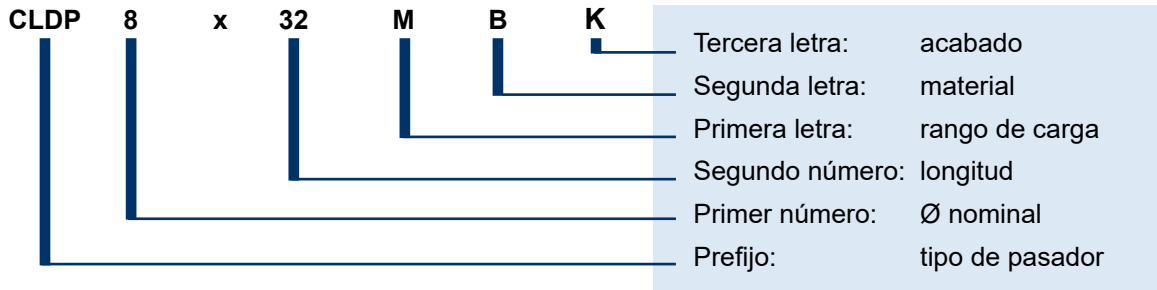 CLDP 8 x 32 M B K
Tercera letra: acabado
Segunda letra: material
Primera letra: rango de carga
Segundo número: longitud
Primer número: Ø nominal
Prefijo: tipo de pasador